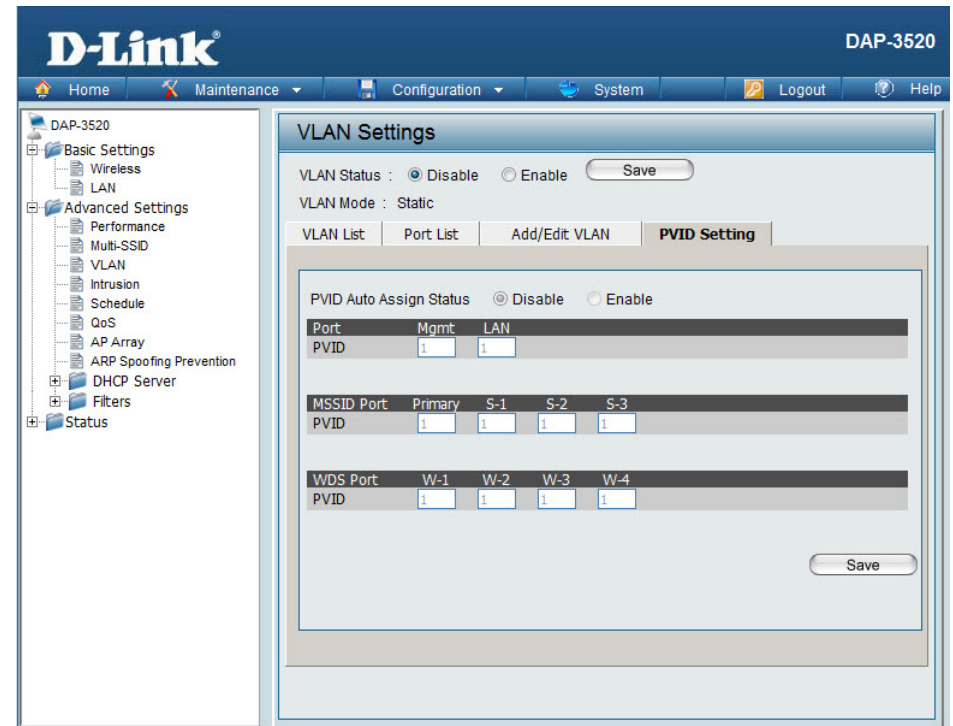 D-Link®
DAP-3520
Home Maintenance Configuration System Logout Help
DAP-3520
Basic Settings
Wireless
LAN
Advanced Settings
Performance
Multi-SSID
VLAN
Intrusion
Schedule
QoS
AP Array
ARP Spoofing Prevention
DHCP Server
Filters
Status
VLAN Settings
VLAN Status : Disable Enable Save
VLAN Mode : Static
VLAN List Port List Add/Edit VLAN PVID Setting
PVID Auto Assign Status Disable Enable
Port Mgmt LAN
PVID 1 1
MSSID Port Primary S-1 S-2 S-3
PVID 1 1 1 1
WDS Port W-1 W-2 W-3 W-4
PVID 1 1 1 1
Save